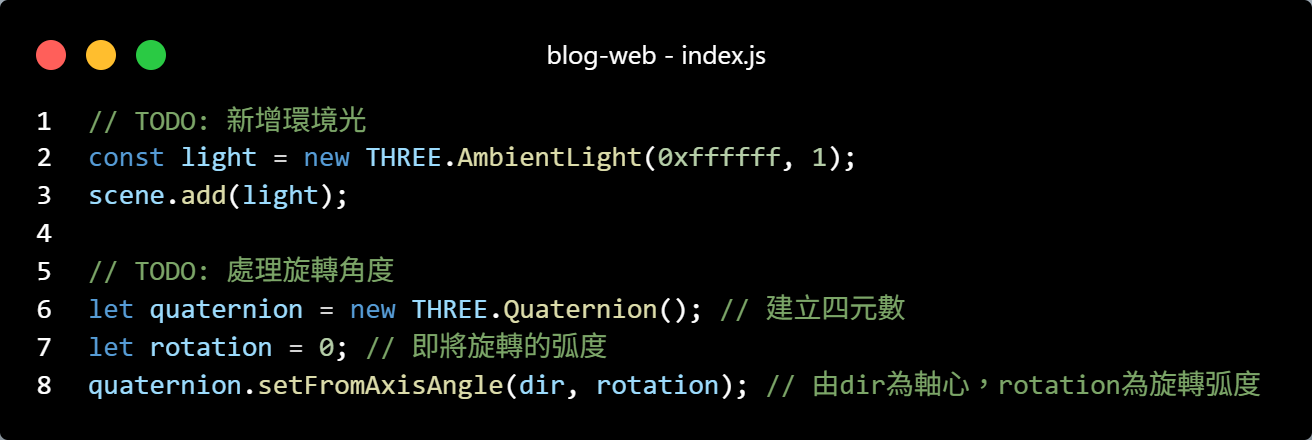 blog-web - index.js
1 // TODO: 新增環境光
2 const light = new THREE.AmbientLight(0xffffff, 1);
3 scene.add(light);
4
5 // TODO: 處理旋轉角度
6 let quaternion = new THREE.Quaternion(); // 建立四元數
7 let rotation = 0; // 即將旋轉的弧度
8 quaternion.setFromAxisAngle(dir, rotation); // 由dir為軸心，rotation為旋轉弧度